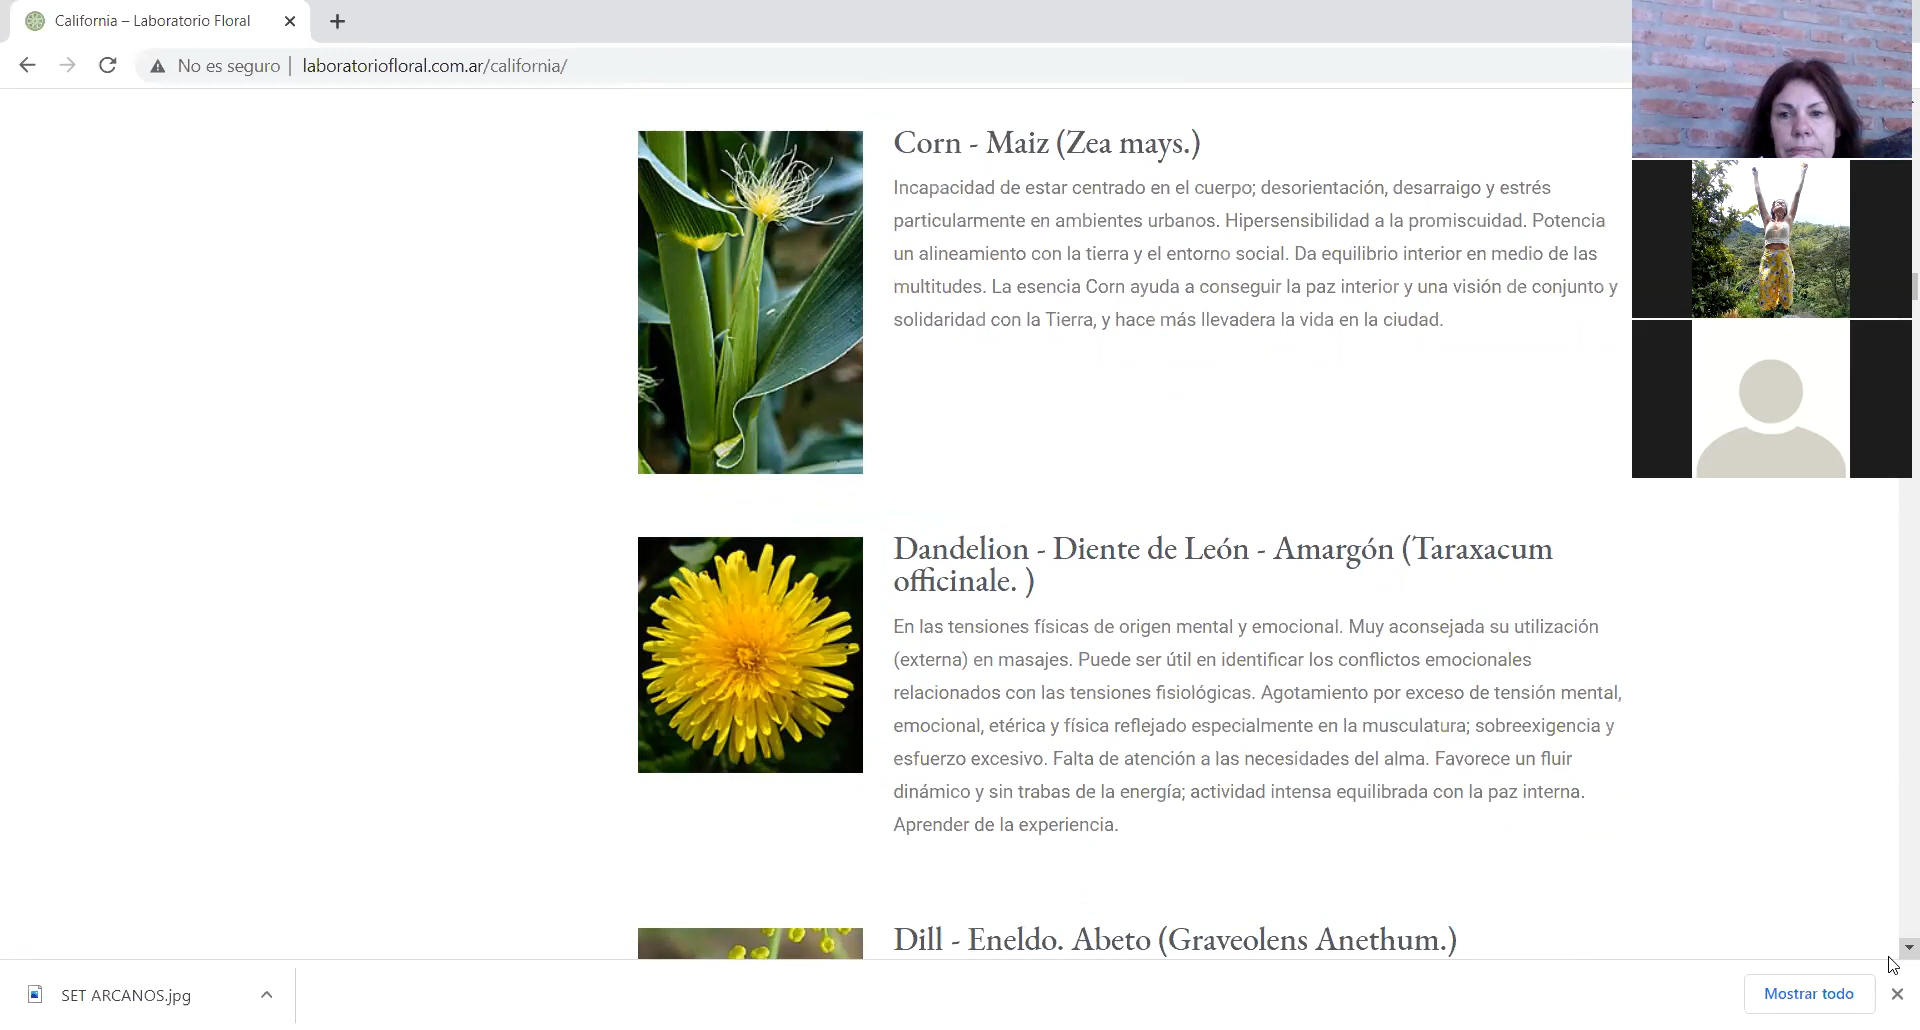 California – Laboratorio Floral
No es seguro | laboratoriofloral.com.ar/california/
Corn - Maiz (Zea mays.)
Incapacidad de estar centrado en el cuerpo; desorientación, desarraigo y estrés
particularmente en ambientes urbanos. Hipersensibilidad a la promiscuidad. Potencia
un alineamiento con la tierra y el entorno social. Da equilibrio interior en medio de las
multitudes. La esencia Corn ayuda a conseguir la paz interior y una visión de conjunto y
solidaridad con la Tierra, y hace más llevadera la vida en la ciudad.
Dandelion - Diente de León - Amargón (Taraxacum
officinale. )
En las tensiones físicas de origen mental y emocional. Muy aconsejada su utilización
(externa) en masajes. Puede ser útil en identificar los conflictos emocionales
relacionados con las tensiones fisiológicas. Agotamiento por exceso de tensión mental,
emocional, etérica y física reflejado especialmente en la musculatura; sobreexigencia y
esfuerzo excesivo. Falta de atención a las necesidades del alma. Favorece un fluir
dinámico y sin trabas de la energía; actividad intensa equilibrada con la paz interna.
Aprender de la experiencia.
Dill - Eneldo. Abeto (Graveolens Anethum.)
SET ARCANOS.jpg
Mostrar todo